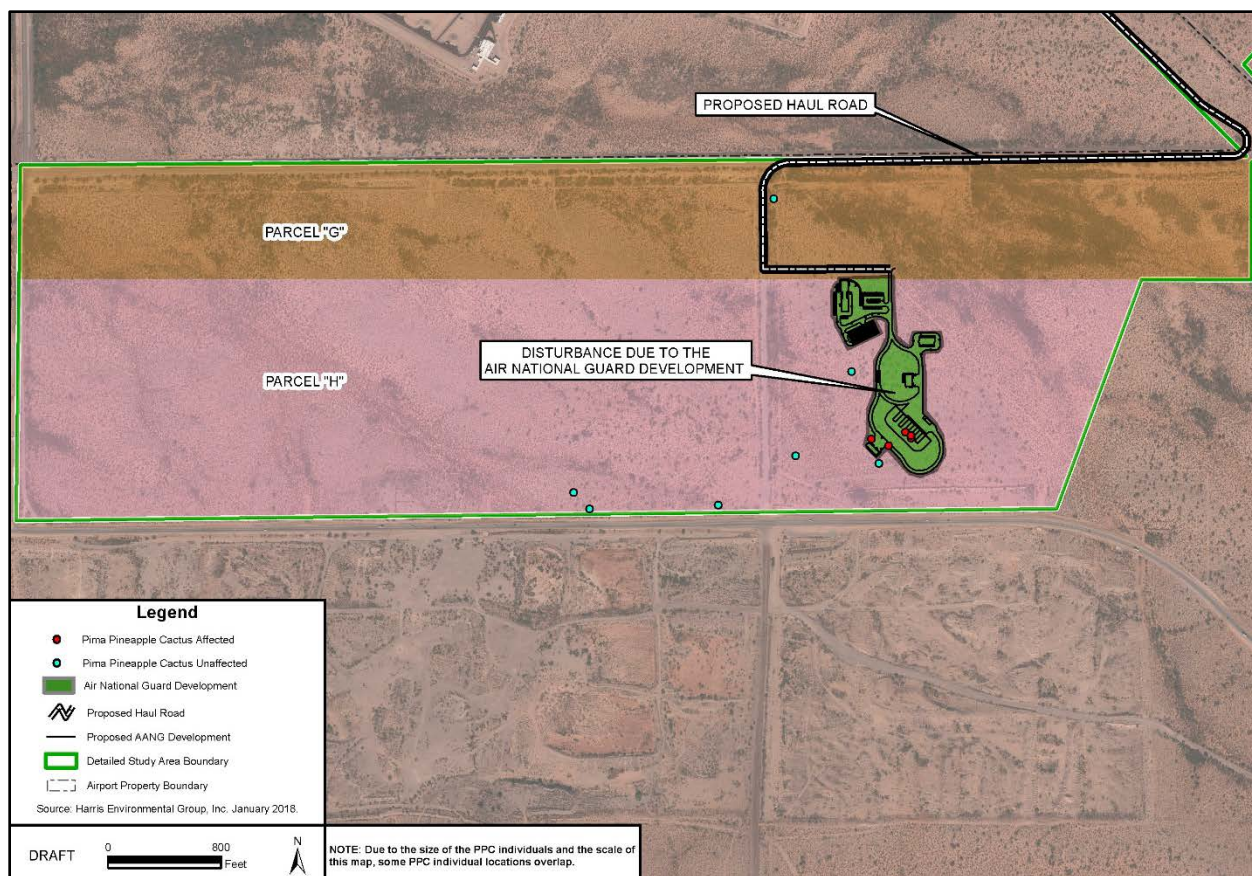 PROPOSED HAUL ROAD
PARCEL "G"
DISTURBANCE DUE TO THE
AIR NATIONAL GUARD DEVELOPMENT
PARCEL "H"
Legend
Pima Pineapple Cactus Affected
Pima Pineapple Cactus Unaffected
Air National Guard Development
Proposed Haul Road
Proposed AANG Development
Detailed Study Area Boundary
Airport Property Boundary
Source: Harris Environmental Group, Inc. January 2018.
DRAFT
0 800
Feet
N
NOTE: Due to the size of the PPC individuals and the scale of
this map, some PPC individual locations overlap.